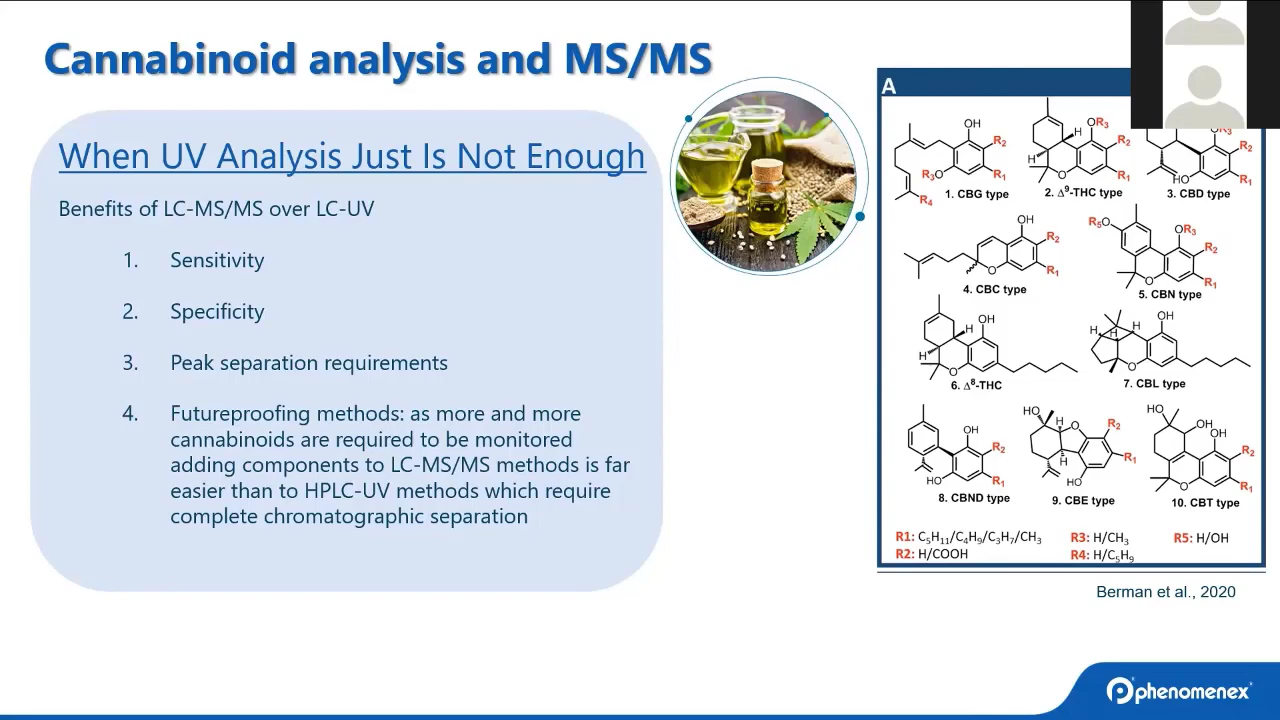 Cannabinoid analysis and MS/MS
When UV Analysis Just Is Not Enough
Benefits of LC-MS/MS over LC-UV
1. Sensitivity
2. Specificity
3. Peak separation requirements
4. Futureproofing methods: as more and more
cannabinoids are required to be monitored
adding components to LC-MS/MS methods is far
easier than to HPLC-UV methods which require
complete chromatographic separation
A
OH
R2
R3 O R1
R4
1. CBG type
OR3
H
R2
H
O R1
2. Δ⁹-THC type
R3
O
R2
HO R1
3. CBD type
OH
R2
O R1
4. CBC type
R5O OR3
R2
O R1
5. CBN type
OH
H
H
O
6. Δ⁸-THC
H H H OH
O
7. CBL type
OH
R2
HO R1
8. CBND type
HO H O R2
H R1
OH
9. CBE type
HO OH
OH
R2
O R1
10. CBT type
R1: C₅H₁₁/C₄H₉/C₃H₇/CH₃ R3: H/CH₃ R5: H/OH
R2: H/COOH R4: H/C₅H₉
Berman et al., 2020
phenomenex®